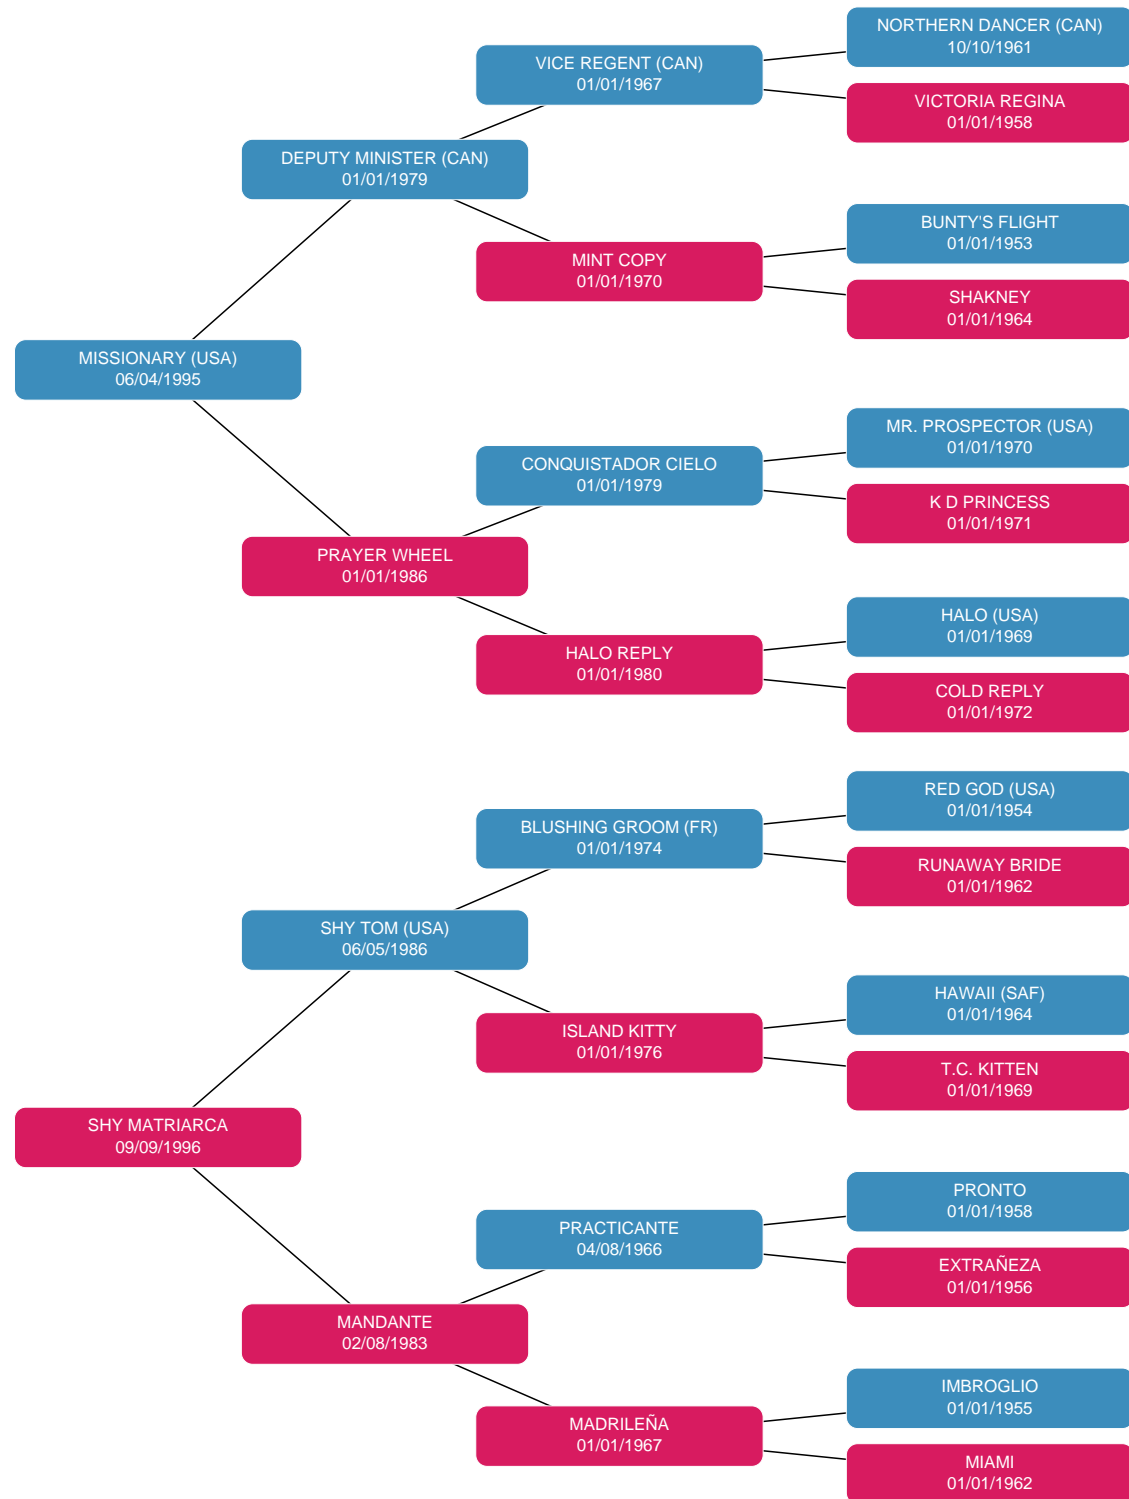 NORTHERN DANCER (CAN)
10/10/1961
VICE REGENT (CAN)
01/01/1967
VICTORIA REGINA
01/01/1958
DEPUTY MINISTER (CAN)
01/01/1979
BUNTY'S FLIGHT
01/01/1953
MINT COPY
01/01/1970
SHAKNEY
01/01/1964
MISSIONARY (USA)
06/04/1995
MR. PROSPECTOR (USA)
01/01/1970
CONQUISTADOR CIELO
01/01/1979
K D PRINCESS
01/01/1971
PRAYER WHEEL
01/01/1986
HALO (USA)
01/01/1969
HALO REPLY
01/01/1980
COLD REPLY
01/01/1972
RED GOD (USA)
01/01/1954
BLUSHING GROOM (FR)
01/01/1974
RUNAWAY BRIDE
01/01/1962
SHY TOM (USA)
06/05/1986
HAWAII (SAF)
01/01/1964
ISLAND KITTY
01/01/1976
T.C. KITTEN
01/01/1969
SHY MATRIARCA
09/09/1996
PRONTO
01/01/1958
PRACTICANTE
04/08/1966
EXTRAÑEZA
01/01/1956
MANDANTE
02/08/1983
IMBROGLIO
01/01/1955
MADRILEÑA
01/01/1967
MIAMI
01/01/1962